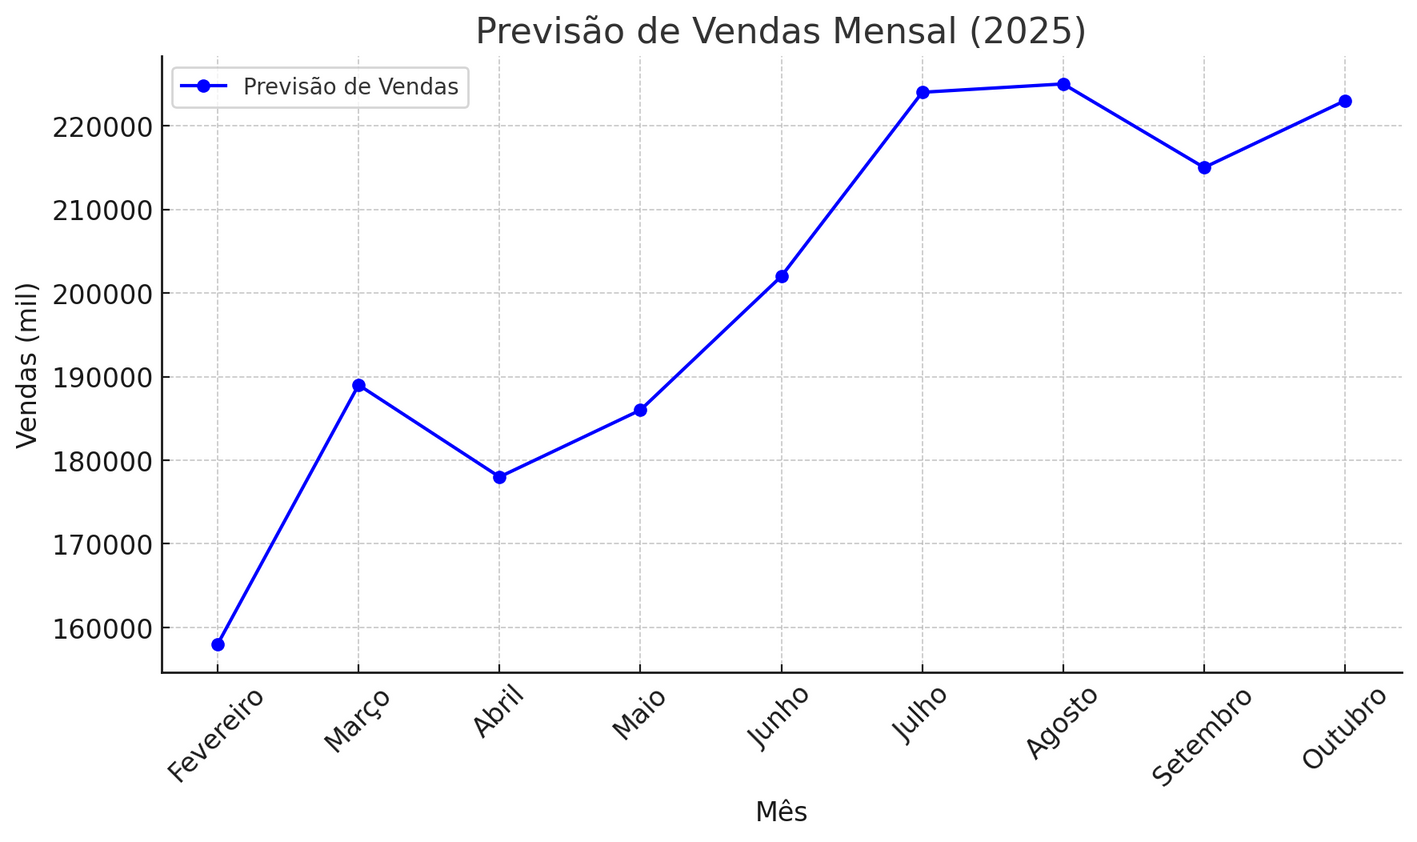 Previsão de Vendas Mensal (2025)
Previsão de Vendas
220000
210000
200000
190000
180000
170000
160000
Vendas (mil)
Fevereiro
Março
Abril
Maio
Junho
Julho
Agosto
Setembro
Outubro
Mês